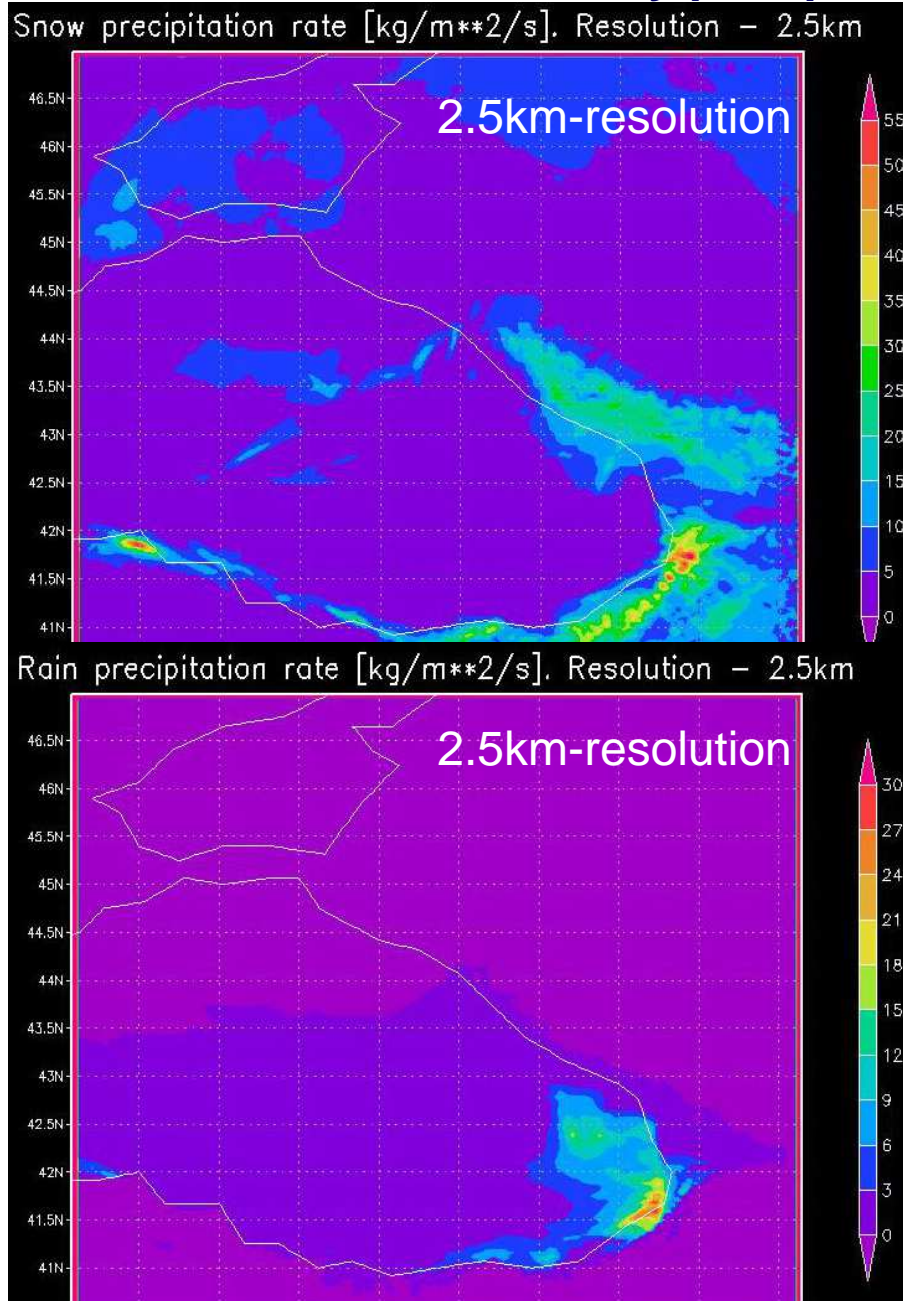 Snow precipitation rate [kg/m**2/s]. Resolution – 2.5km
2.5km-resolution
46.5N
46N
45.5N
45N
44.5N
44N
43.5N
43N
42.5N
42N
41.5N
41N
55
50
45
40
35
30
25
20
15
10
5
0
Rain precipitation rate [kg/m**2/s]. Resolution – 2.5km
2.5km-resolution
46.5N
46N
45.5N
45N
44.5N
44N
43.5N
43N
42.5N
42N
41.5N
41N
30
27
24
21
18
15
12
9
6
3
0